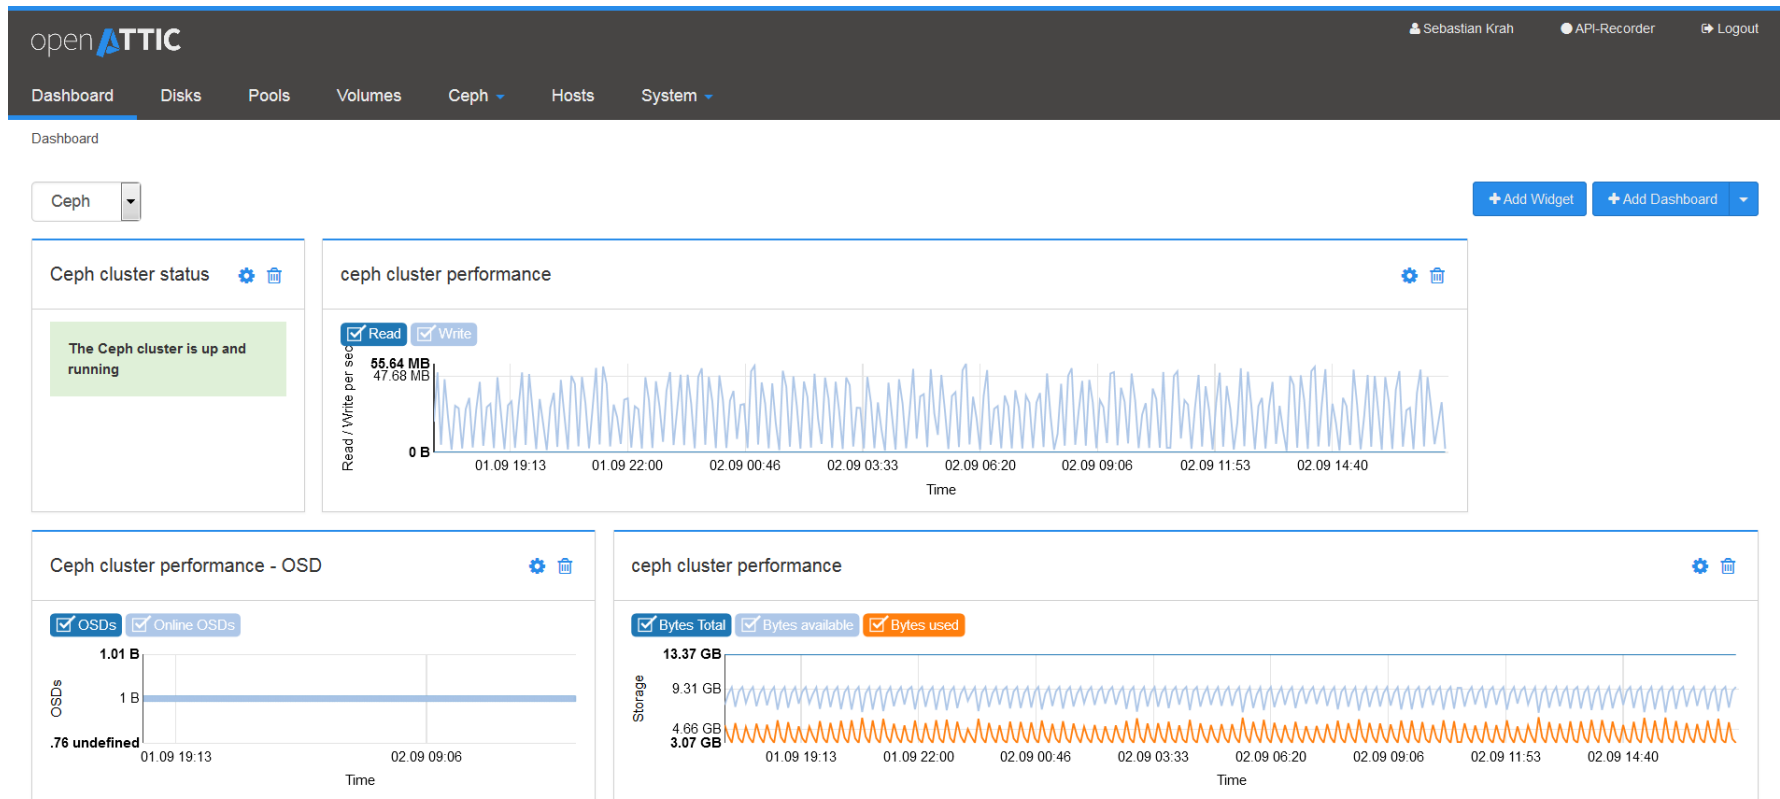 openATTIC
Sebastian Krah API-Recorder Logout
Dashboard Disks Pools Volumes Ceph Hosts System
Dashboard
Ceph
Add Widget Add Dashboard
Ceph cluster status
The Ceph cluster is up and
running
ceph cluster performance
Read Write
Read / Write per sec
55.64 MB
47.68 MB
0 B
01.09 19:13 01.09 22:00 02.09 00:46 02.09 03:33 02.09 06:20 02.09 09:06 02.09 11:53 02.09 14:40
Time
Ceph cluster performance - OSD
OSDs Online OSDs
OSDs
1.01 B
1 B
.76 undefined
01.09 19:13 02.09 09:06
Time
ceph cluster performance
Bytes Total Bytes available Bytes used
Storage
13.37 GB
9.31 GB
4.66 GB
3.07 GB
01.09 19:13 01.09 22:00 02.09 00:46 02.09 03:33 02.09 06:20 02.09 09:06 02.09 11:53 02.09 14:40
Time